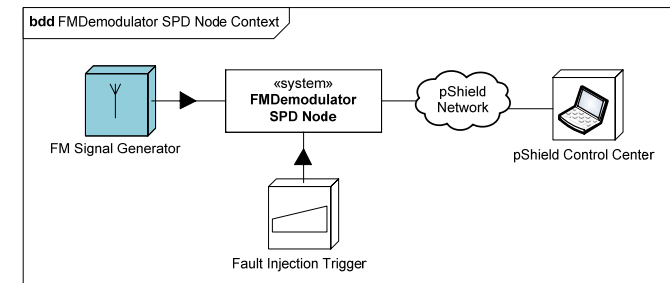 bdd FMDemodulator SPD Node Context
«system»
FMDemodulator
SPD Node
pShield
Network
FM Signal Generator
pShield Control Center
Fault Injection Trigger